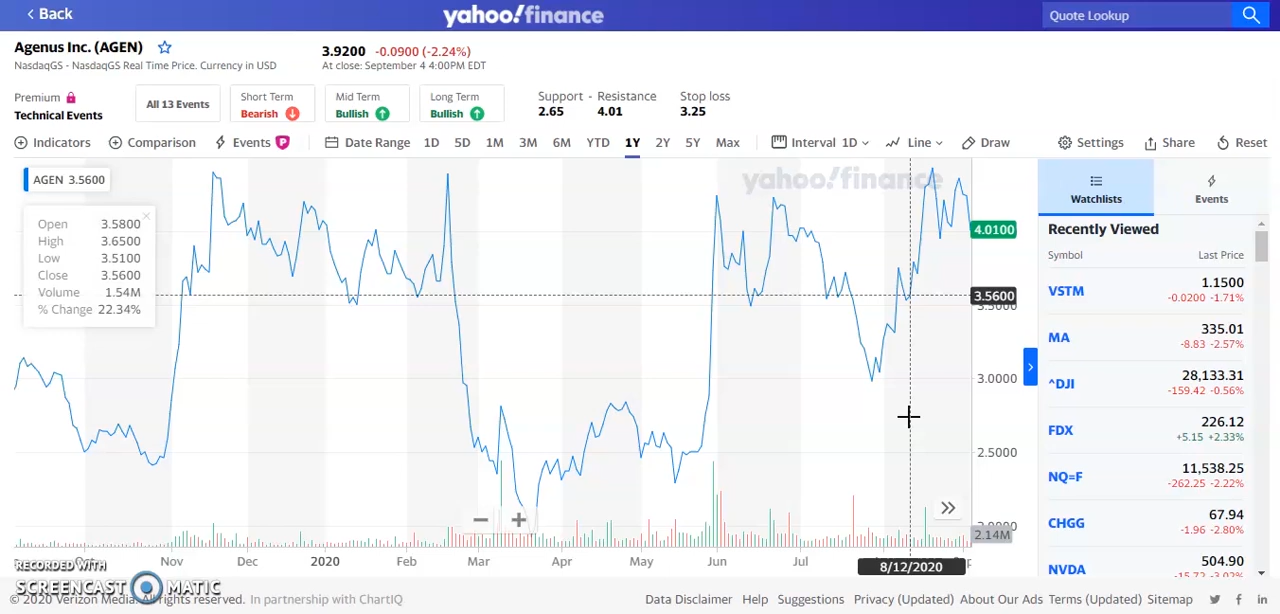 Back
yahoo!finance
Quote Lookup
Agenus Inc. (AGEN)
NasdaqGS - NasdaqGS Real Time Price. Currency in USD
3.9200 -0.0900 (-2.24%)
At close: September 4 4:00PM EDT
Premium
Technical Events
All 13 Events
Short Term
Bearish
Mid Term
Bullish
Long Term
Bullish
Support - Resistance
2.65 4.01
Stop loss
3.25
Indicators Comparison Events P Date Range 1D 5D 1M 3M 6M YTD 1Y 2Y 5Y Max Interval 1D Line Draw Settings Share Reset
AGEN 3.5600
yahoo!finance
Open 3.5800
High 3.6500
Low 3.5100
Close 3.5600
Volume 1.54M
% Change 22.34%
4.0100
3.5600
3.5000
3.0000
2.5000
2.14M
Nov Dec 2020 Feb Mar Apr May Jun Jul
8/12/2020
Watchlists
Events
Recently Viewed
Symbol Last Price
VSTM 1.1500
-0.0200 -1.71%
MA 335.01
-8.83 -2.57%
^DJI 28,133.31
-159.42 -0.56%
FDX 226.12
+5.15 +2.33%
NQ=F 11,538.25
-262.25 -2.22%
CHGG 67.94
-1.96 -2.80%
NVDA 504.90
-15.72 -3.02%
RECORDED WITH
SCREENCAST MATIC
© 2020 Verizon Media. All rights reserved. In partnership with ChartIQ
Data Disclaimer Help Suggestions Privacy (Updated) About Our Ads Terms (Updated) Sitemap